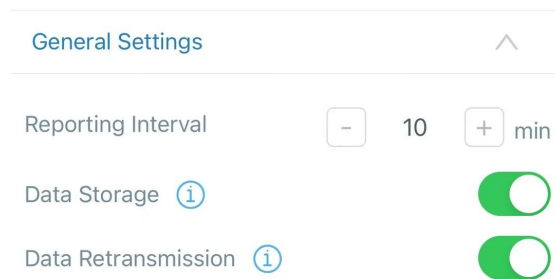 General Settings
Reporting Interval - 10 + min
Data Storage i
Data Retransmission i